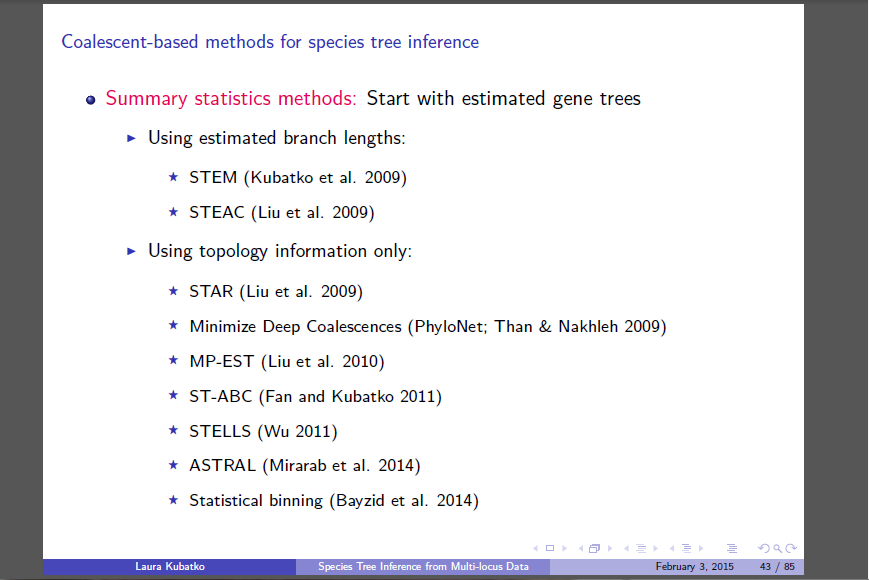 Coalescent-based methods for species tree inference
Summary statistics methods: Start with estimated gene trees
Using estimated branch lengths:
STEM (Kubatko et al. 2009)
STEAC (Liu et al. 2009)
Using topology information only:
STAR (Liu et al. 2009)
Minimize Deep Coalescences (PhyloNet; Than & Nakhleh 2009)
MP-EST (Liu et al. 2010)
ST-ABC (Fan and Kubatko 2011)
STELLS (Wu 2011)
ASTRAL (Mirarab et al. 2014)
Statistical binning (Bayzid et al. 2014)
Laura Kubatko Species Tree Inference from Multi-locus Data February 3, 2015 43 / 85